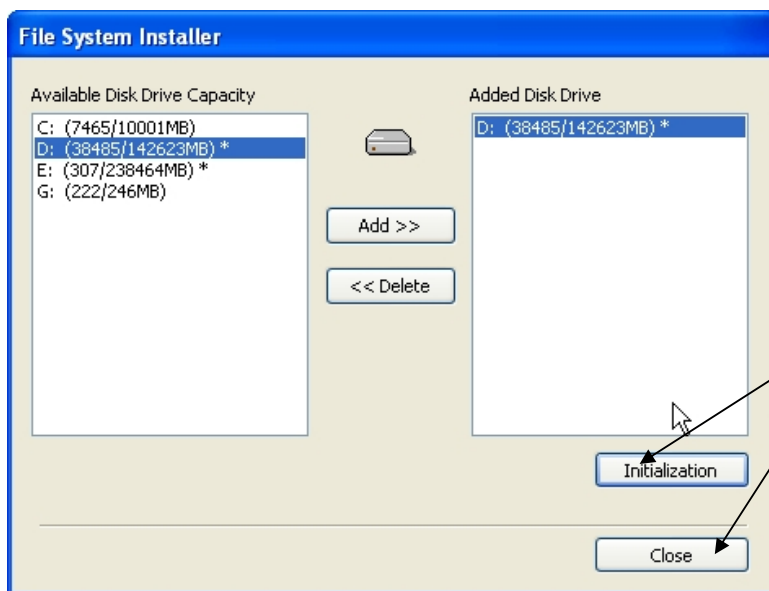 File System Installer
Available Disk Drive Capacity
Added Disk Drive
C: (7465/10001MB)
D: (38485/142623MB) *
E: (307/238464MB) *
G: (222/246MB)
D: (38485/142623MB) *
Add >>
<< Delete
Initialization
Close